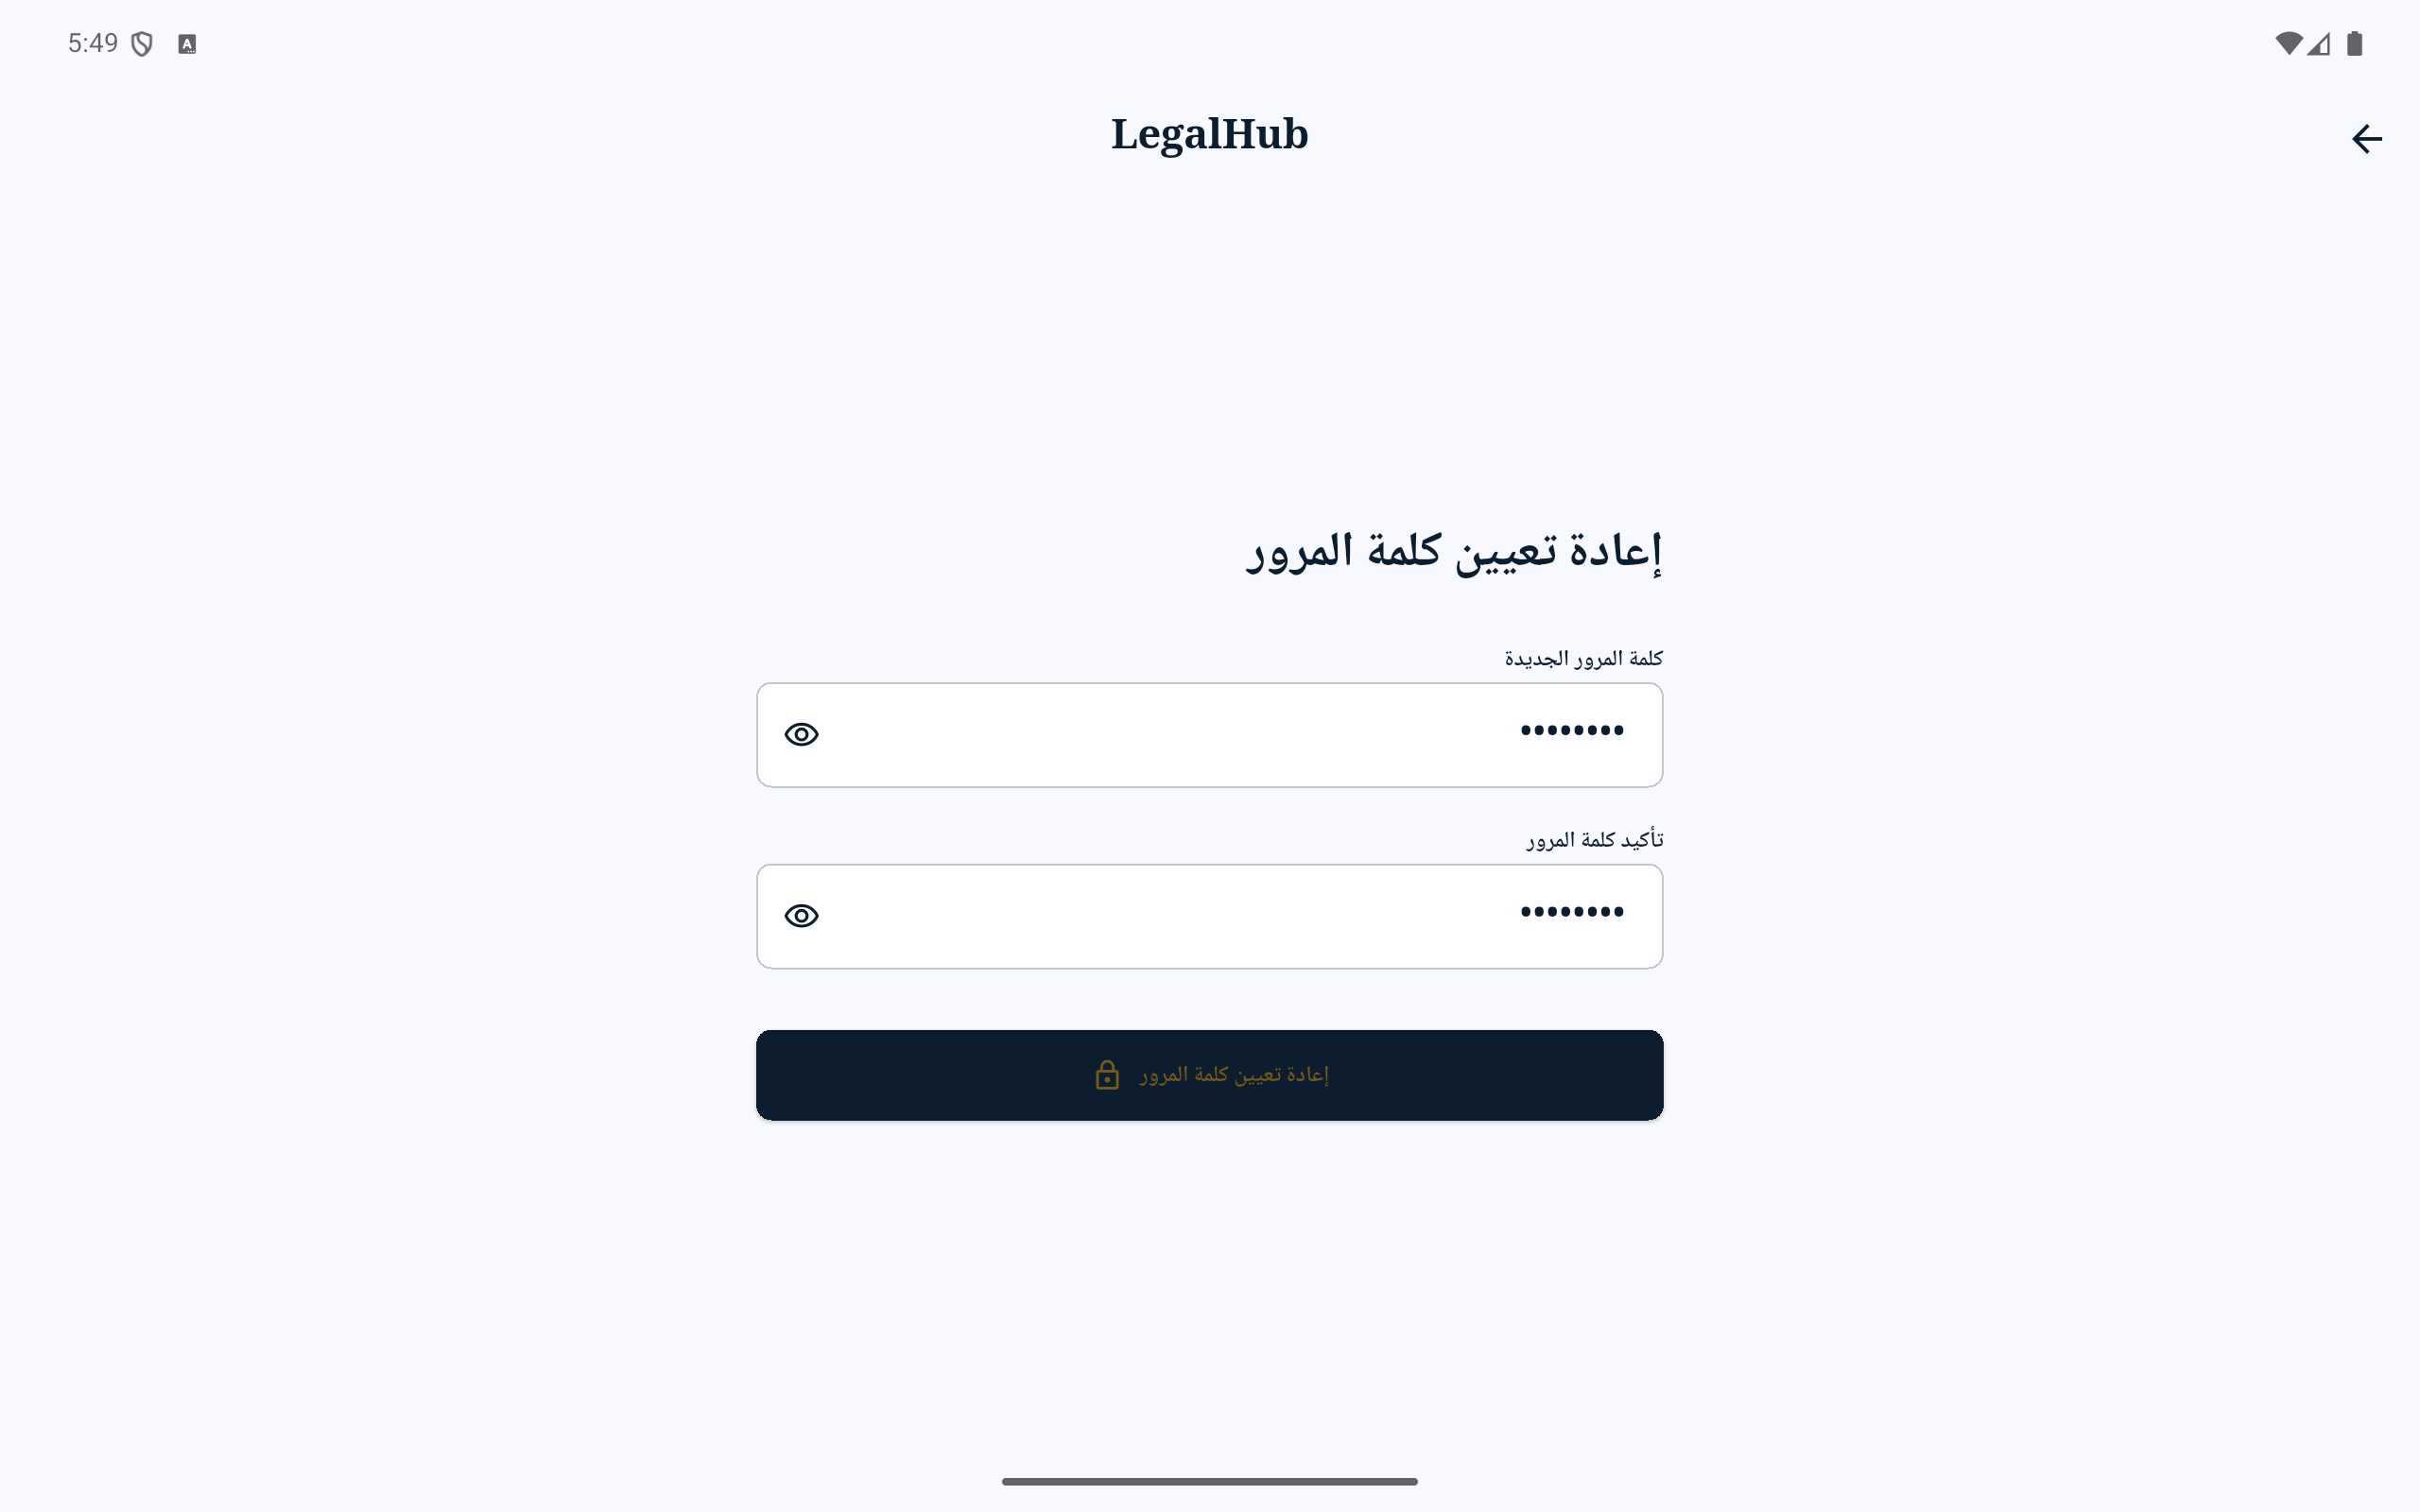 5:49
LegalHub
إعادة تعيين كلمة المرور
كلمة المرور الجديدة
••••••••
تأكيد كلمة المرور
••••••••
إعادة تعيين كلمة المرور